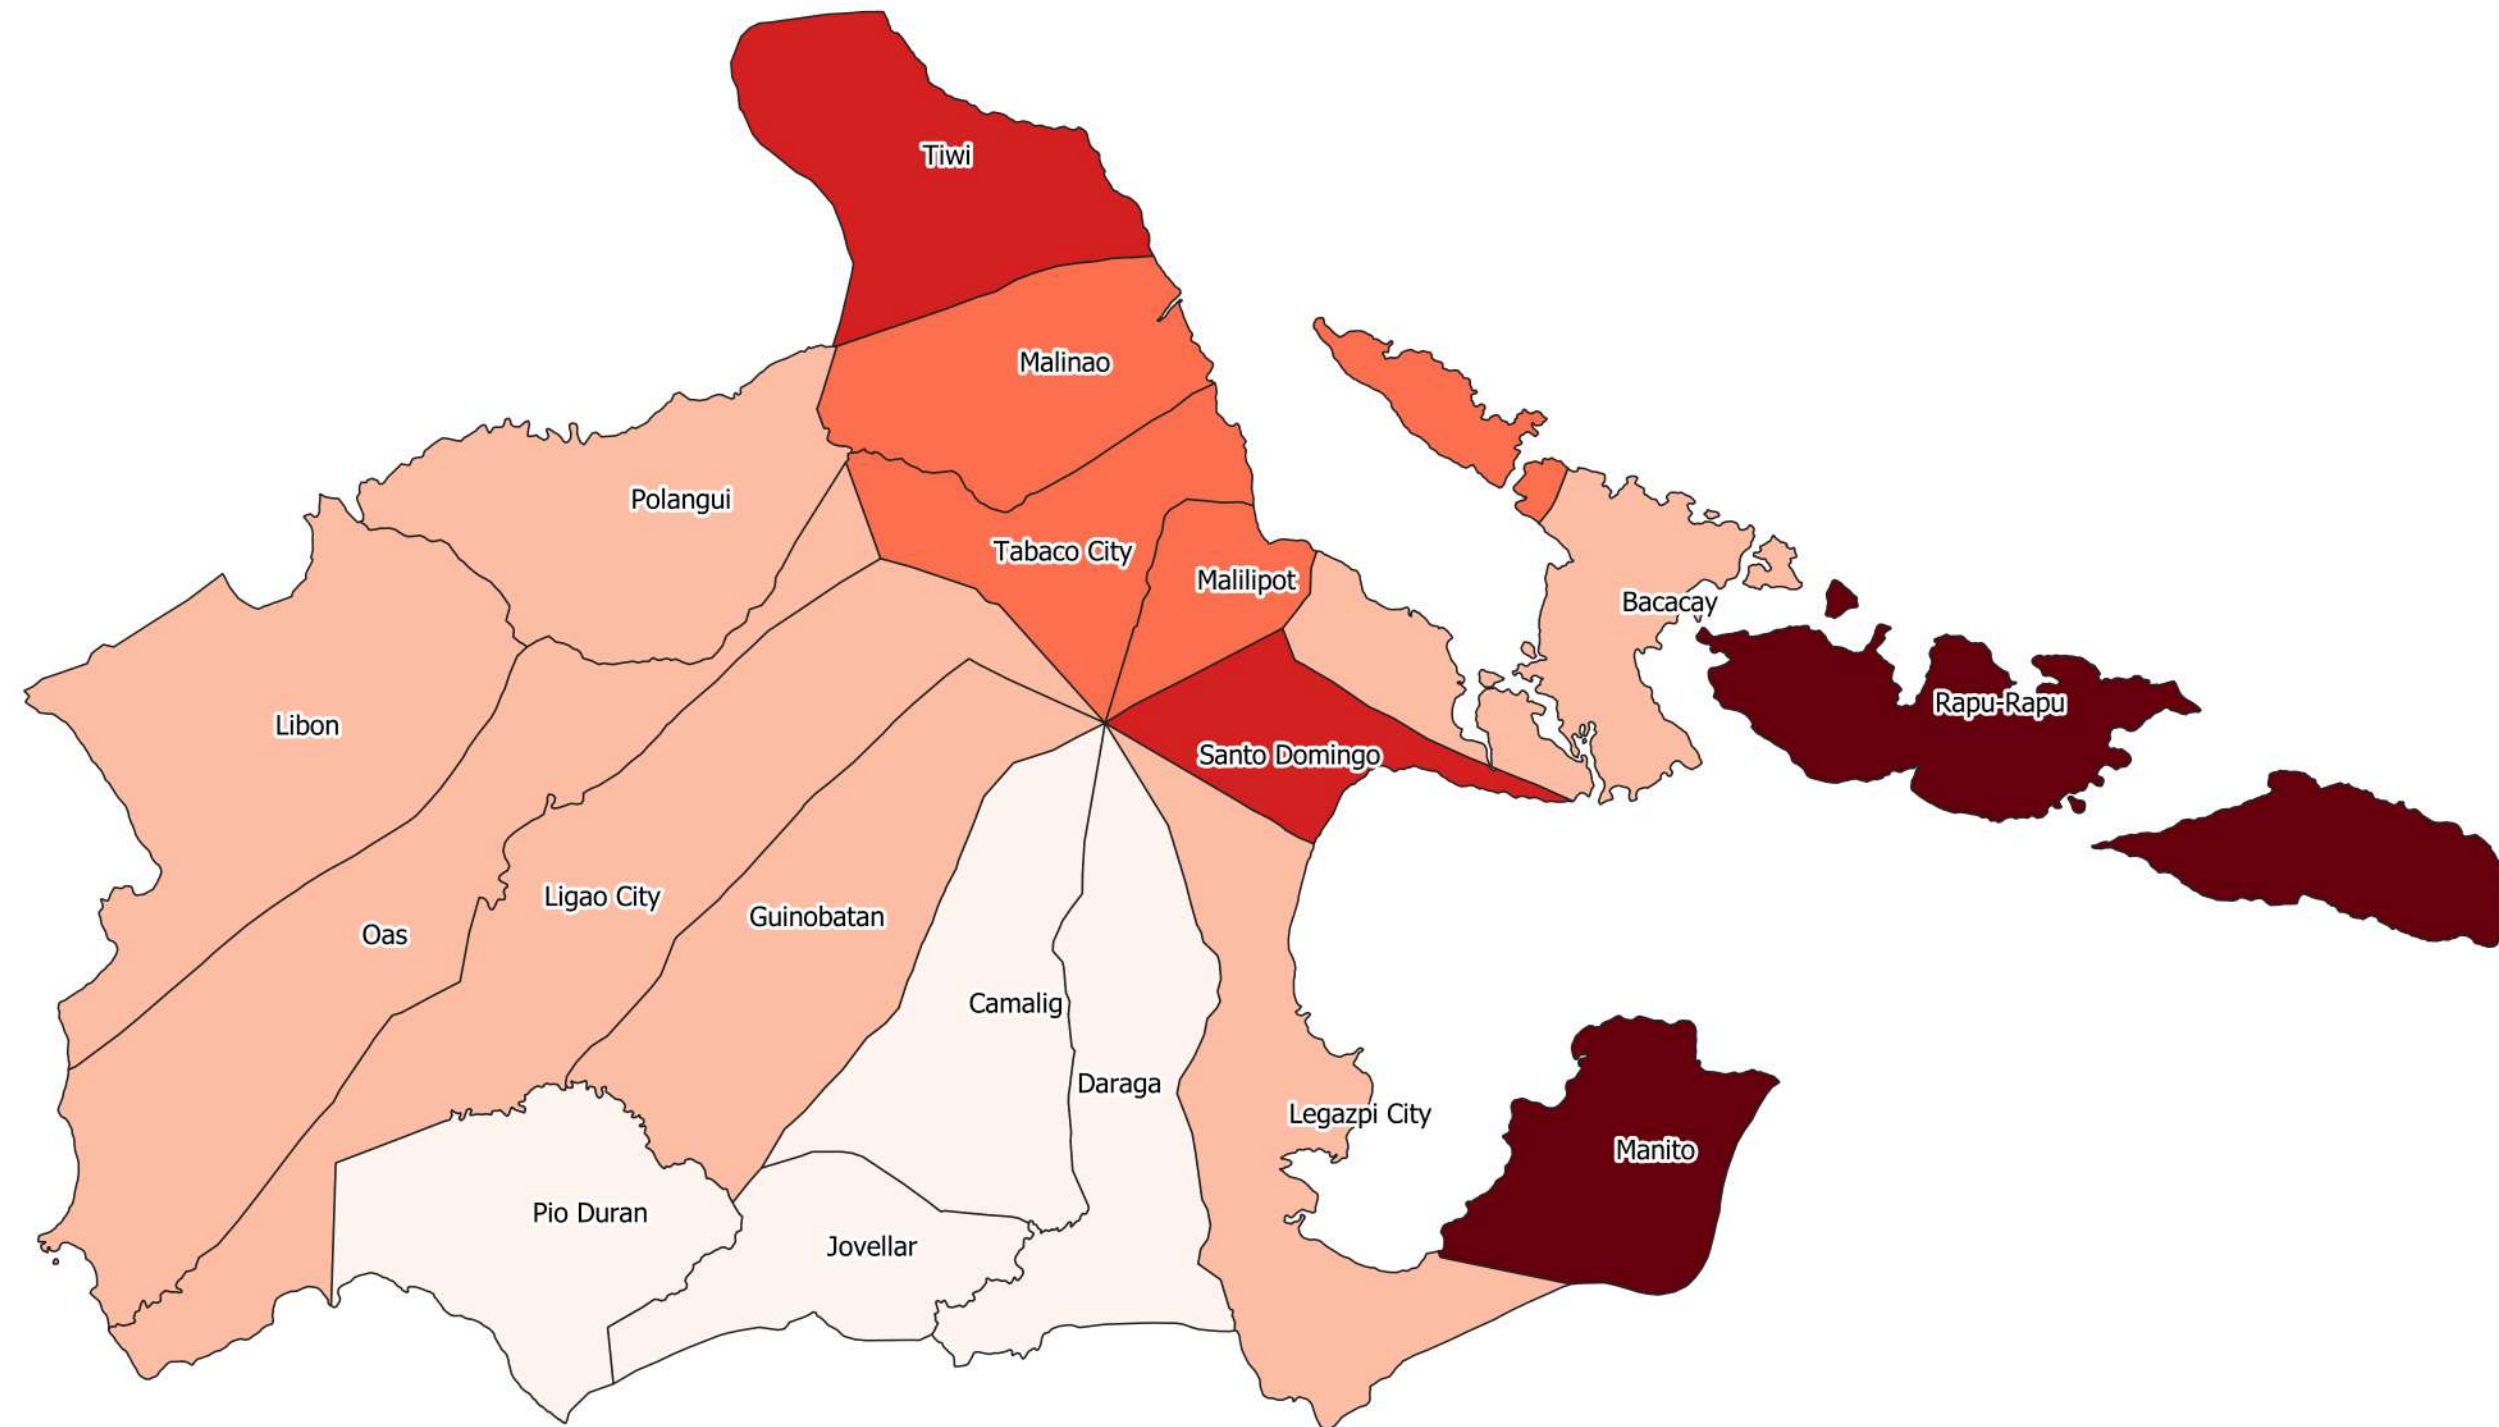 Tiwi
Malinao
Polangui
Tabaco City
Malilipot
Bacacay
Rapu-Rapu
Libon
Santo Domingo
Ligao City
Guinobatan
Oas
Camalig
Daraga
Legazpi City
Manito
Pio Duran
Jovellar